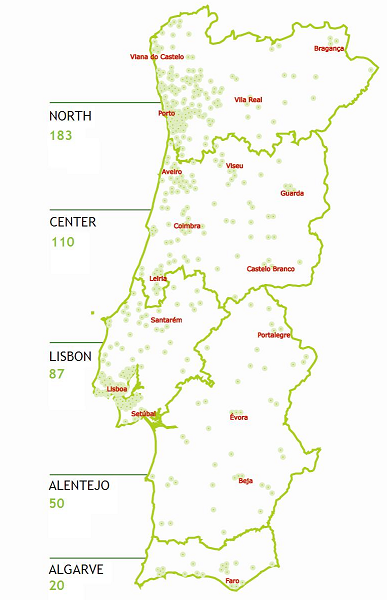 Bragança
Viana do Castelo
Vila Real
Porto
NORTH
183
Viseu
Aveiro
Guarda
CENTER
110
Coimbra
Castelo Branco
Leiria
Santarém
Portalegre
LISBON
87
Lisboa
Setúbal
Évora
ALENTEJO
50
Beja
ALGARVE
20
Faro